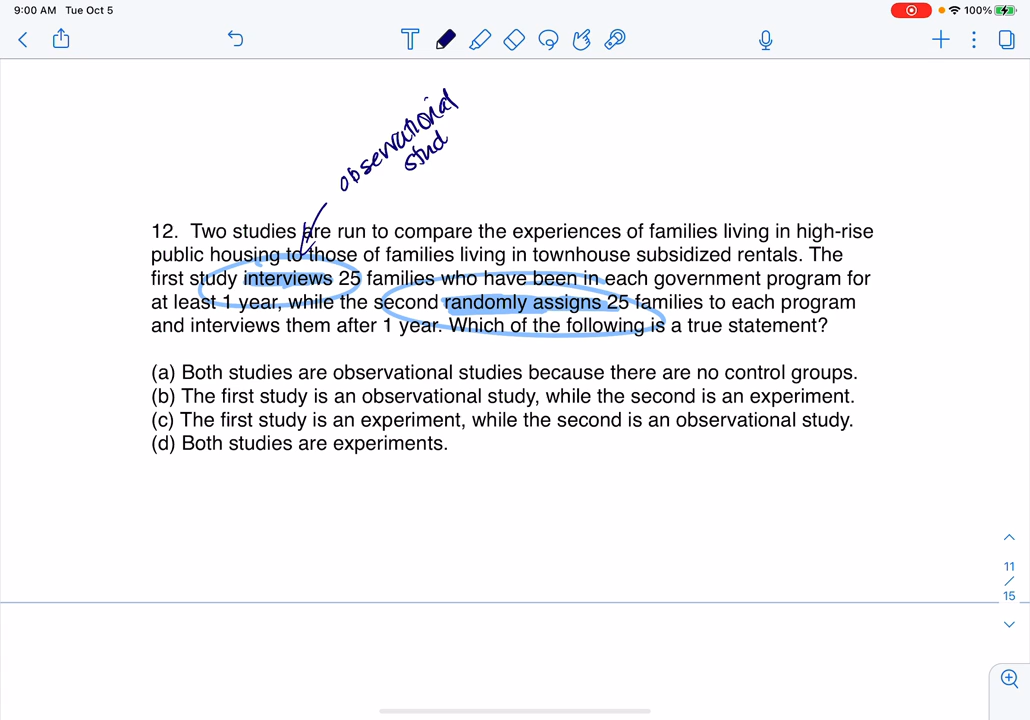 9:00 AM Tue Oct 5
100%
T
observational
stud
12. Two studies are run to compare the experiences of families living in high-rise
public housing to those of families living in townhouse subsidized rentals. The
first study interviews 25 families who have been in each government program for
at least 1 year, while the second randomly assigns 25 families to each program
and interviews them after 1 year. Which of the following is a true statement?
(a) Both studies are observational studies because there are no control groups.
(b) The first study is an observational study, while the second is an experiment.
(c) The first study is an experiment, while the second is an observational study.
(d) Both studies are experiments.
11
/
15